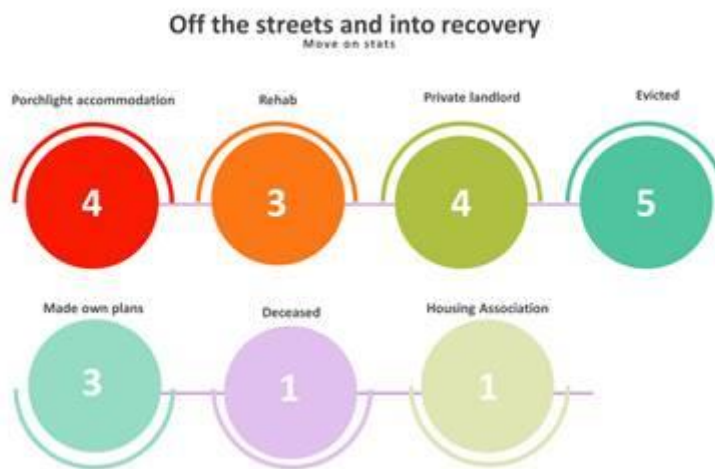 Off the streets and into recovery
Move on stats
Porchlight accommodation
Rehab
Private landlord
Evicted
4
3
4
5
Made own plans
Deceased
Housing Association
3
1
1